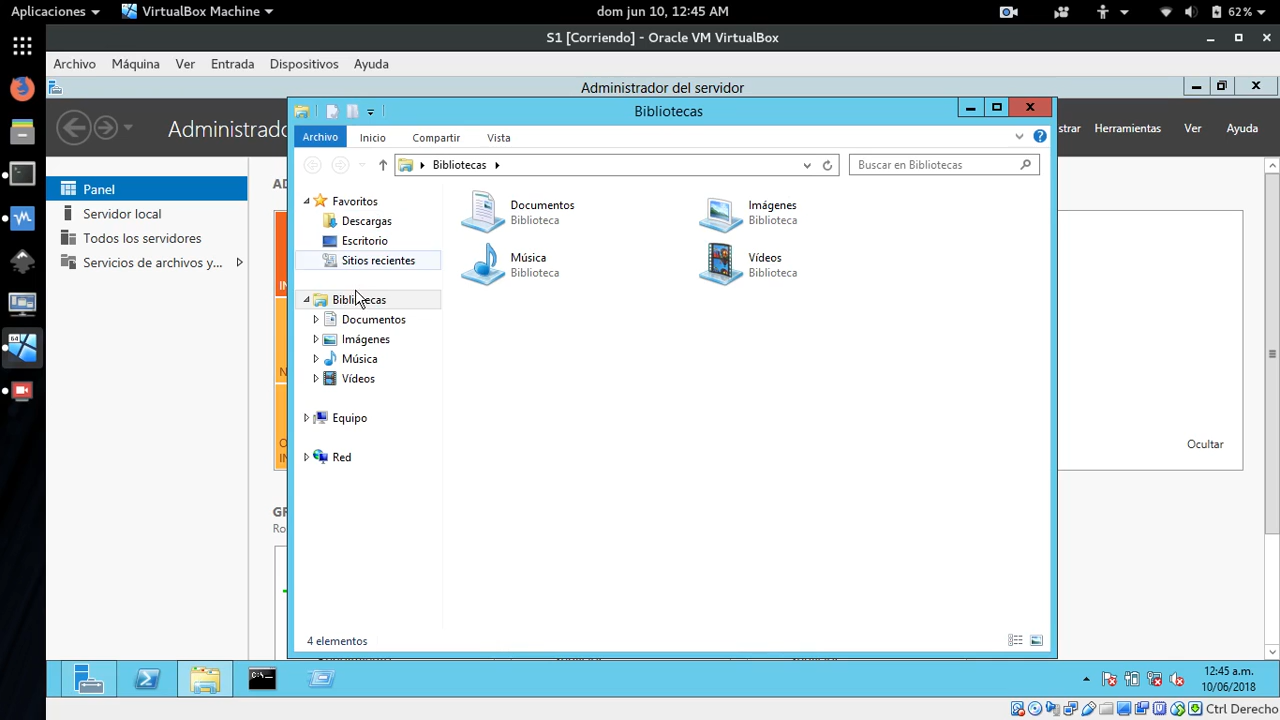 Aplicaciones VirtualBox Machine dom jun 10, 12:45 AM 62%
S1 [Corriendo] - Oracle VM VirtualBox
Archivo Máquina Ver Entrada Dispositivos Ayuda
Administrador del servidor
Bibliotecas
Archivo Inicio Compartir Vista
Herramientas Ver Ayuda
Bibliotecas
Buscar en Bibliotecas
Panel
Servidor local
Todos los servidores
Servicios de archivos y...
Favoritos
Descargas
Escritorio
Sitios recientes
Bibliotecas
Documentos
Imágenes
Música
Vídeos
Equipo
Red
Documentos
Biblioteca
Imágenes
Biblioteca
Música
Biblioteca
Vídeos
Biblioteca
Ocultar
4 elementos
12:45 a.m.
10/06/2018
Ctrl Derecho